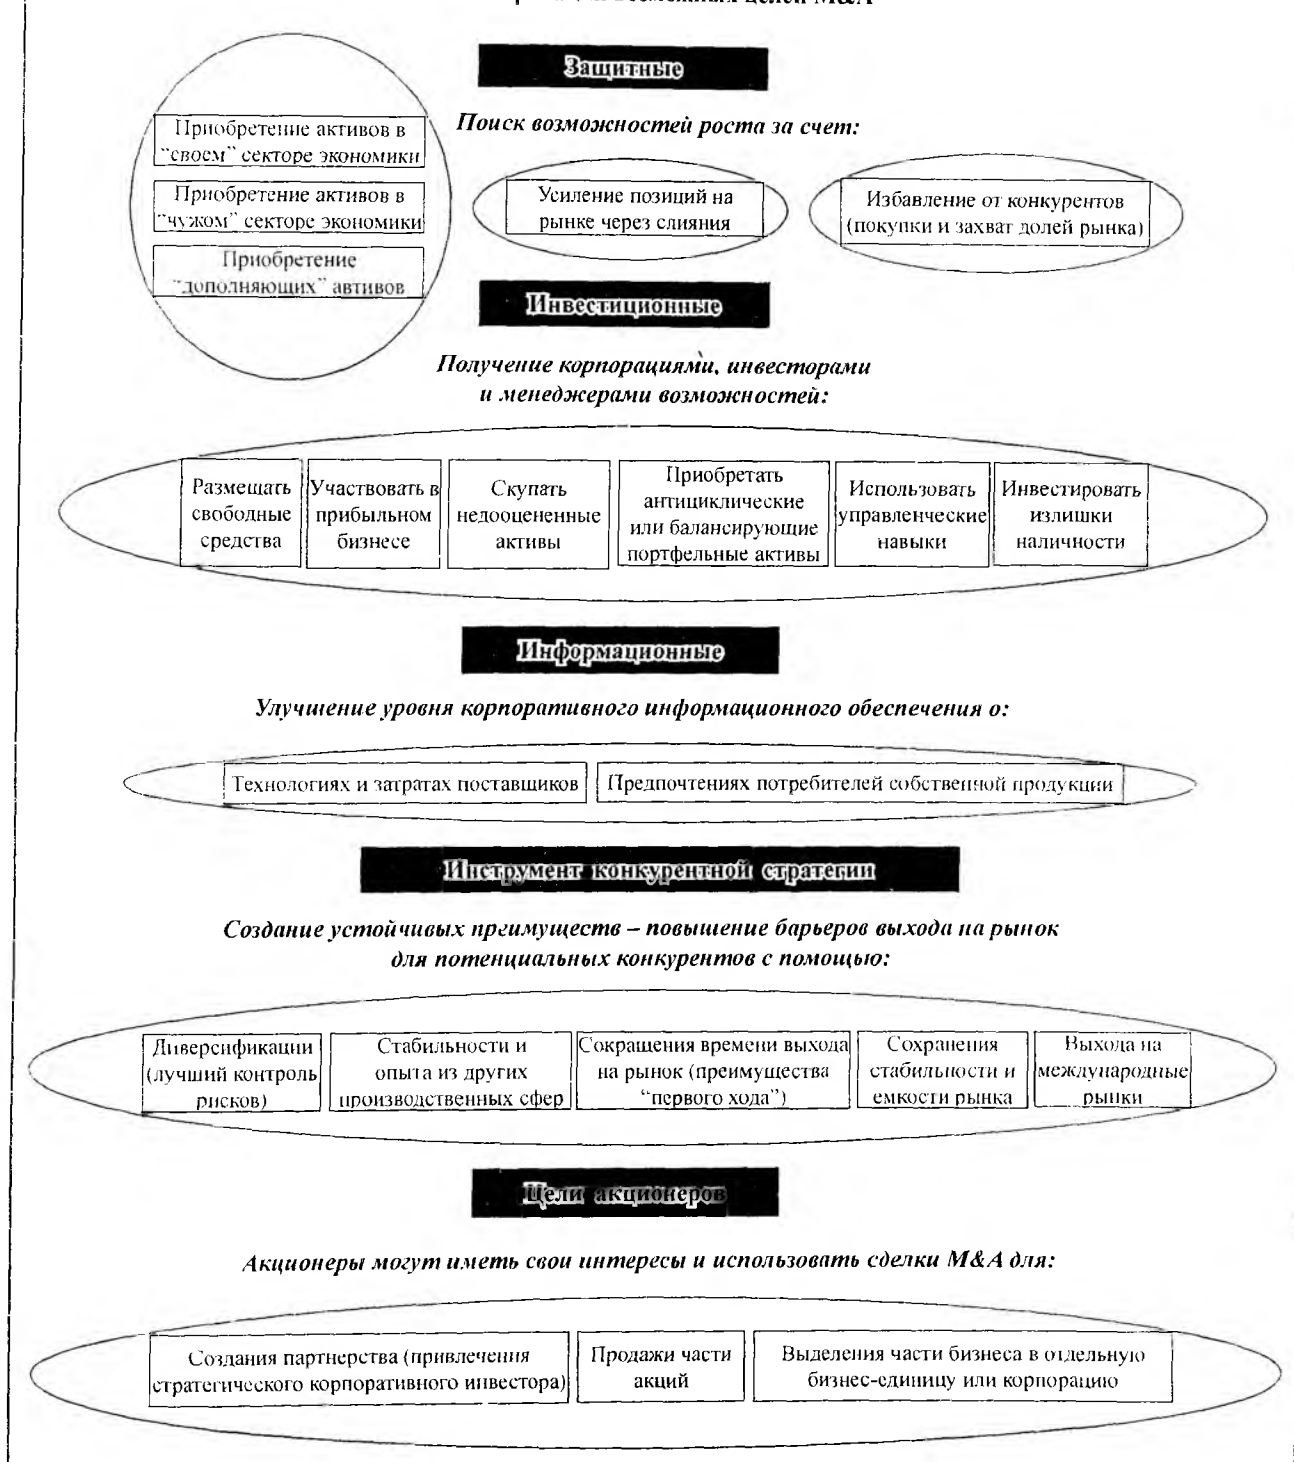 возможных целей M&A
Защитные
Поиск возможностей роста за счет:
Приобретение активов в
“своем” секторе экономики
Приобретение активов в
“чужом” секторе экономики
Приобретение
“дополняющих” автивов
Усиление позиций на
рынке через слияния
Избавление от конкурентов
(покупки и захват долей рынка)
Инвестиционные
Получение корпорациями, инвесторами
и менеджерами возможностей:
Размещать
свободные
средства
Участвовать в
прибыльном
бизнесе
Скупать
недооцененные
активы
Приобретать
антициклические
или балансирующие
портфельные активы
Использовать
управленческие
навыки
Инвестировать
излишки
наличности
Информационные
Улучшение уровня корпоративного информационного обеспечения о:
Технологиях и затратах поставщиков
Предпочтениях потребителей собственной продукции
Инструмент конкурентной стратегии
Создание устойчивых преимуществ – повышение барьеров выхода на рынок
для потенциальных конкурентов с помощью:
Диверсификации
(лучший контроль
рисков)
Стабильности и
опыта из других
производственных сфер
Сокращения времени выхода
на рынок (преимущества
“первого хода”)
Сохранения
стабильности и
емкости рынка
Выхода на
международные
рынки
Цели акционеров
Акционеры могут иметь свои интересы и использовать сделки M&A для:
Создания партнерства (привлечения
стратегического корпоративного инвестора)
Продажи части
акций
Выделения части бизнеса в отдельную
бизнес-единицу или корпорацию